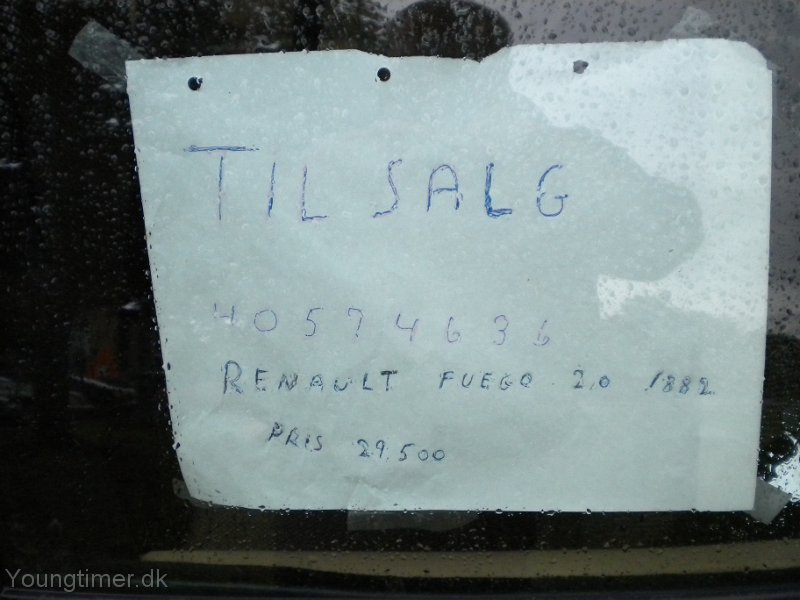 TIL SALG
40574636
RENAULT FUEGO 2.0 1882
PRIS 29.500
Youngtimer.dk